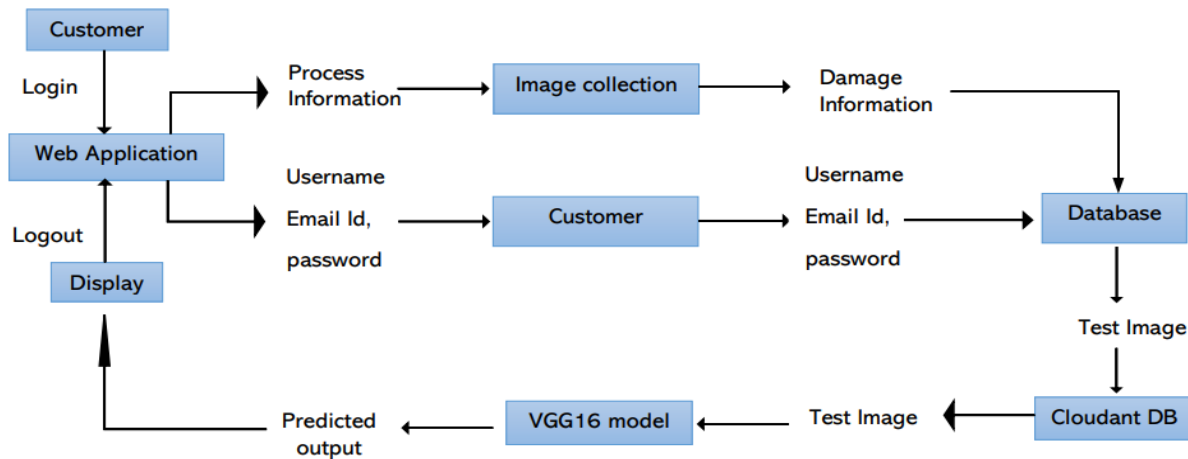 Customer
Login
Process
Information
Image collection
Damage
Information
Web Application
Username
Email Id,
password
Customer
Username
Email Id,
password
Database
Logout
Display
Test Image
Predicted
output
VGG16 model
Test Image
Cloudant DB